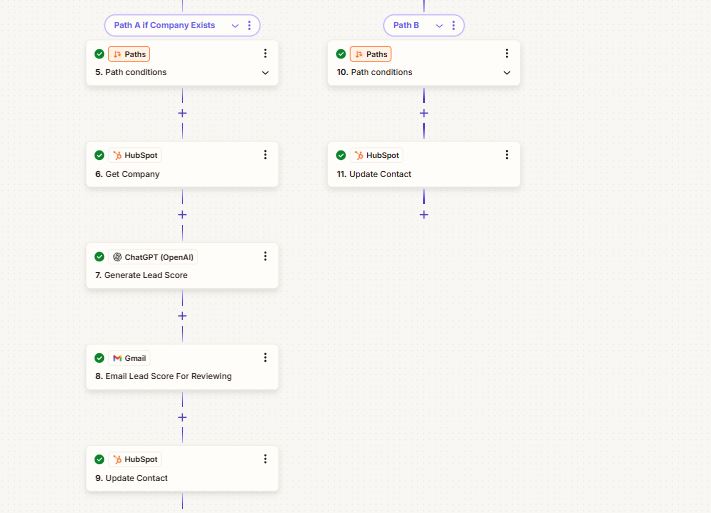 Path A if Company Exists
Paths
5. Path conditions
HubSpot
6. Get Company
ChatGPT (OpenAI)
7. Generate Lead Score
Gmail
8. Email Lead Score For Reviewing
HubSpot
9. Update Contact
Path B
Paths
10. Path conditions
HubSpot
11. Update Contact